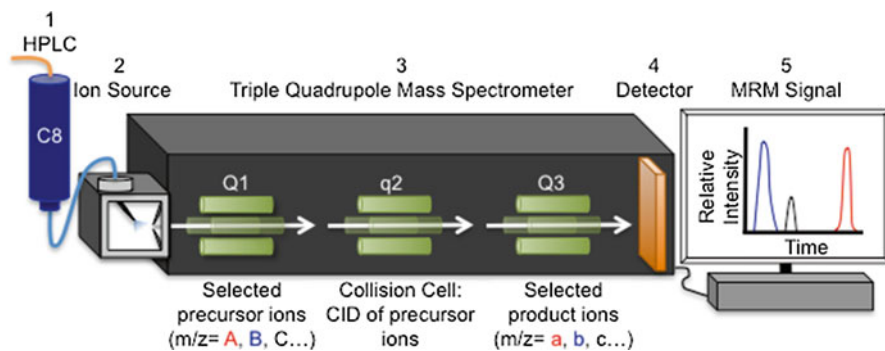 1
HPLC
2
Ion Source
3
Triple Quadrupole Mass Spectrometer
4
Detector
5
MRM Signal
C8
Q1
q2
Q3
Relative
Intensity
Time
Selected
precursor ions
(m/z= A, B, C...)
Collision Cell:
CID of precursor
ions
Selected
product ions
(m/z= a, b, c...)